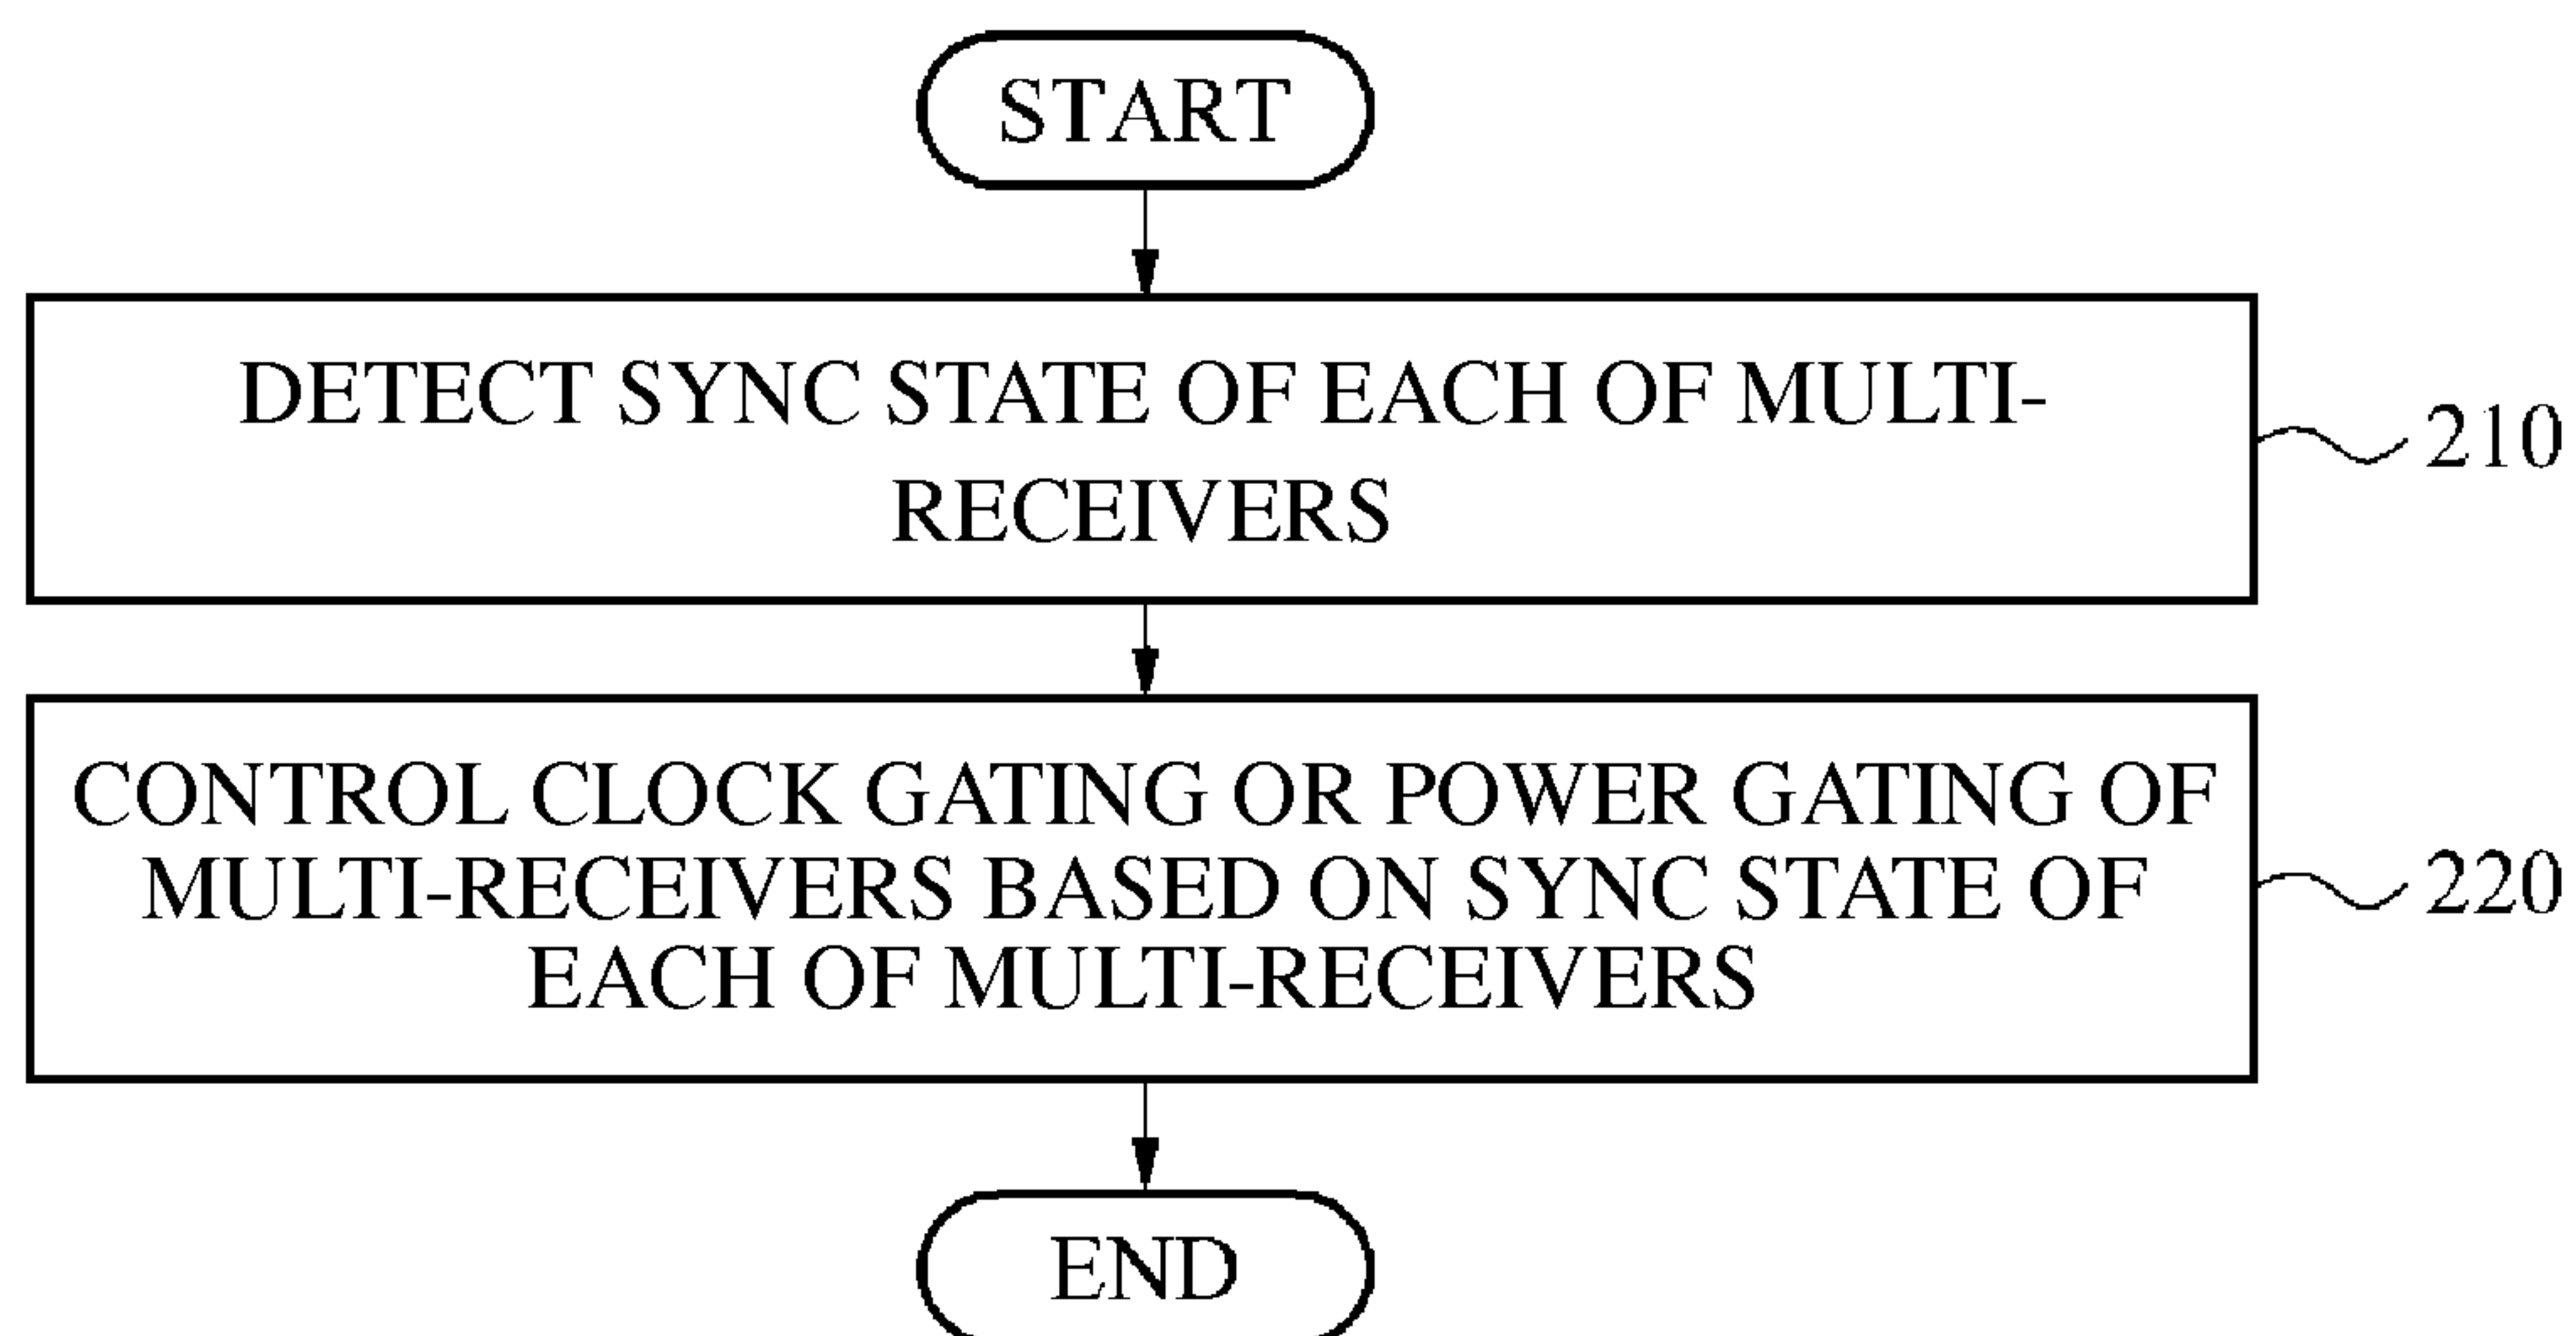 START
DETECT SYNC STATE OF EACH OF MULTI-
RECEIVERS
210
CONTROL CLOCK GATING OR POWER GATING OF
MULTI-RECEIVERS BASED ON SYNC STATE OF
EACH OF MULTI-RECEIVERS
220
END